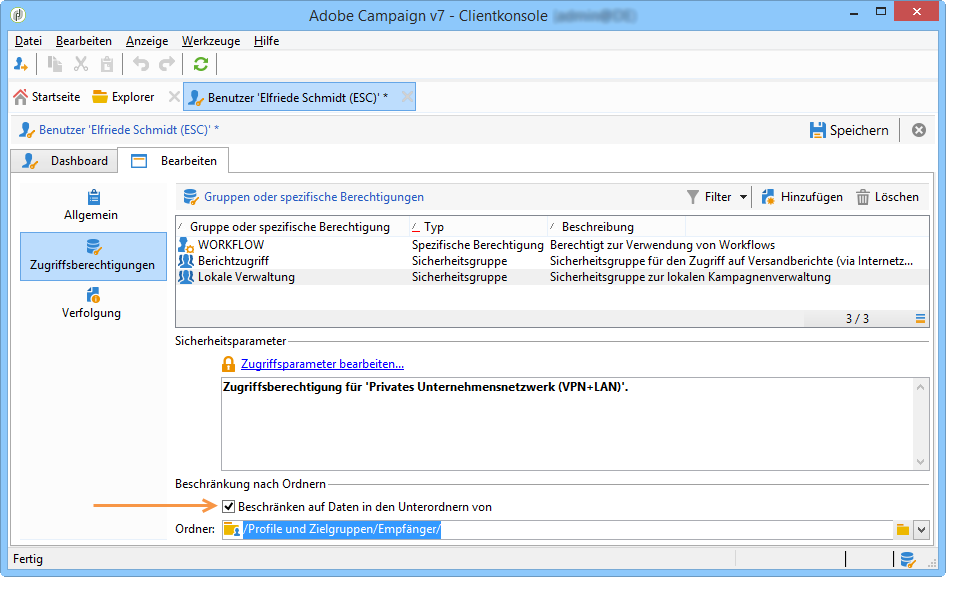 Adobe Campaign v7 - Clientkonsole
Datei Bearbeiten Anzeige Werkzeuge Hilfe
Startseite Explorer Benutzer 'Elfriede Schmidt (ESC)' *
Benutzer 'Elfriede Schmidt (ESC)' * Speichern
Dashboard Bearbeiten
Allgemein
Zugriffsberechtigungen
Verfolgung
Gruppen oder spezifische Berechtigungen Filter Hinzufügen Löschen
Gruppe oder spezifische Berechtigung Typ Beschreibung
WORKFLOW Spezifische Berechtigung Berechtigt zur Verwendung von Workflows
Berichtzugriff Sicherheitsgruppe Sicherheitsgruppe für den Zugriff auf Versandberichte (via Internetz...
Lokale Verwaltung Sicherheitsgruppe Sicherheitsgruppe zur lokalen Kampagnenverwaltung
3 / 3
Sicherheitsparameter
Zugriffsparameter bearbeiten...
Zugriffsberechtigung für 'Privates Unternehmensnetzwerk (VPN+LAN)'.
Beschränkung nach Ordnern
Beschränken auf Daten in den Unterordnern von
Ordner: /Profile und Zielgruppen/Empfänger/
Fertig